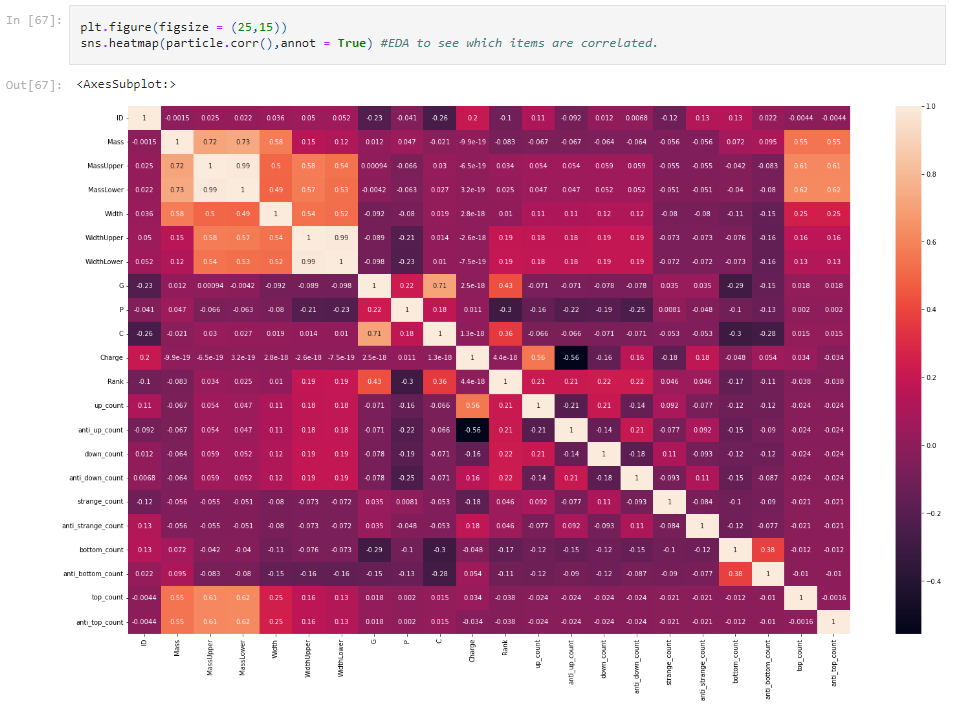 In [67]:
plt.figure(figsize = (25,15))
sns.heatmap(particle.corr(),annot = True) #EDA to see which items are correlated.
Out[67]: <AxesSubplot:>
ID 1 -0.0015 0.025 0.022 0.036 0.05 0.052 -0.23 -0.041 -0.26 0.2 -0.1 0.11 -0.092 0.012 0.0068 -0.12 0.13 0.13 0.022 -0.0044 -0.0044
Mass -0.0015 1 0.72 0.73 0.58 0.15 0.12 0.012 0.047 -0.021 -9.9e-19 -0.083 -0.067 -0.067 -0.064 -0.064 -0.056 -0.056 0.072 0.095 0.55 0.55
MassUpper 0.025 0.72 1 0.99 0.5 0.58 0.54 0.00094 -0.066 0.03 -6.5e-19 0.034 0.054 0.054 0.059 0.059 -0.055 -0.055 -0.042 -0.083 0.61 0.61
MassLower 0.022 0.73 0.99 1 0.49 0.57 0.53 -0.0042 -0.063 0.027 3.2e-19 0.025 0.047 0.047 0.052 0.052 -0.051 -0.051 -0.04 -0.08 0.62 0.62
Width 0.036 0.58 0.5 0.49 1 0.54 0.52 -0.092 -0.08 0.019 2.8e-18 0.01 0.11 0.11 0.12 0.12 -0.08 -0.08 -0.11 -0.15 0.25 0.25
WidthUpper 0.05 0.15 0.58 0.57 0.54 1 0.99 -0.089 -0.21 0.014 -2.6e-18 0.19 0.18 0.18 0.19 0.19 -0.073 -0.073 -0.076 -0.16 0.16 0.16
WidthLower 0.052 0.12 0.54 0.53 0.52 0.99 1 -0.098 -0.23 0.01 -7.5e-19 0.19 0.18 0.18 0.19 0.19 -0.072 -0.072 -0.073 -0.16 0.13 0.13
G -0.23 0.012 0.00094 -0.0042 -0.092 -0.089 -0.098 1 0.22 0.71 2.5e-18 0.43 -0.071 -0.071 -0.078 -0.078 0.035 0.035 -0.29 -0.15 0.018 0.018
P -0.041 0.047 -0.066 -0.063 -0.08 -0.21 -0.23 0.22 1 0.18 0.011 -0.3 -0.16 -0.22 -0.19 -0.25 0.0081 -0.048 -0.1 -0.13 0.002 0.002
C -0.26 -0.021 0.03 0.027 0.019 0.014 0.01 0.71 0.18 1 1.3e-18 0.36 -0.066 -0.066 -0.071 -0.071 -0.053 -0.053 -0.3 -0.28 0.015 0.015
Charge 0.2 -9.9e-19 -6.5e-19 3.2e-19 2.8e-18 -2.6e-18 -7.5e-19 2.5e-18 0.011 1.3e-18 1 4.4e-18 0.56 -0.56 -0.16 0.16 -0.18 0.18 -0.048 0.054 0.034 -0.034
Rank -0.1 -0.083 0.034 0.025 0.01 0.19 0.19 0.43 -0.3 0.36 4.4e-18 1 0.21 0.21 0.22 0.22 0.046 0.046 -0.17 -0.11 -0.038 -0.038
up_count 0.11 -0.067 0.054 0.047 0.11 0.18 0.18 -0.071 -0.16 -0.066 0.56 0.21 1 -0.21 0.21 -0.14 0.092 -0.077 -0.12 -0.12 -0.024 -0.024
anti_up_count -0.092 -0.067 0.054 0.047 0.11 0.18 0.18 -0.071 -0.22 -0.066 -0.56 0.21 -0.21 1 -0.14 0.21 -0.077 0.092 -0.15 -0.09 -0.024 -0.024
down_count 0.012 -0.064 0.059 0.052 0.12 0.19 0.19 -0.078 -0.19 -0.071 -0.16 0.22 0.21 -0.14 1 -0.18 0.11 -0.093 -0.12 -0.12 -0.024 -0.024
anti_down_count 0.0068 -0.064 0.059 0.052 0.12 0.19 0.19 -0.078 -0.25 -0.071 0.16 0.22 -0.14 0.21 -0.18 1 -0.093 0.11 -0.15 -0.087 -0.024 -0.024
strange_count -0.12 -0.056 -0.055 -0.051 -0.08 -0.073 -0.072 0.035 0.0081 -0.053 -0.18 0.046 0.092 -0.077 0.11 -0.093 1 -0.084 -0.1 -0.09 -0.021 -0.021
anti_strange_count 0.13 -0.056 -0.055 -0.051 -0.08 -0.073 -0.072 0.035 -0.048 -0.053 0.18 0.046 -0.077 0.092 -0.093 0.11 -0.084 1 -0.12 -0.077 -0.021 -0.021
bottom_count 0.13 0.072 -0.042 -0.04 -0.11 -0.076 -0.073 -0.29 -0.1 -0.3 -0.048 -0.17 -0.12 -0.15 -0.12 -0.15 -0.1 -0.12 1 0.38 -0.012 -0.012
anti_bottom_count 0.022 0.095 -0.083 -0.08 -0.15 -0.16 -0.16 -0.15 -0.13 -0.28 0.054 -0.11 -0.12 -0.09 -0.12 -0.087 -0.09 -0.077 0.38 1 -0.01 -0.01
top_count -0.0044 0.55 0.61 0.62 0.25 0.16 0.13 0.018 0.002 0.015 0.034 -0.038 -0.024 -0.024 -0.024 -0.024 -0.021 -0.021 -0.012 -0.01 1 -0.0016
anti_top_count -0.0044 0.55 0.61 0.62 0.25 0.16 0.13 0.018 0.002 0.015 -0.034 -0.038 -0.024 -0.024 -0.024 -0.024 -0.021 -0.021 -0.012 -0.01 -0.0016 1
ID Mass MassUpper MassLower Width WidthUpper WidthLower G P C Charge Rank up_count anti_up_count down_count anti_down_count strange_count anti_strange_count bottom_count anti_bottom_count top_count anti_top_count
1.0
0.8
0.6
0.4
0.2
0.0
-0.2
-0.4